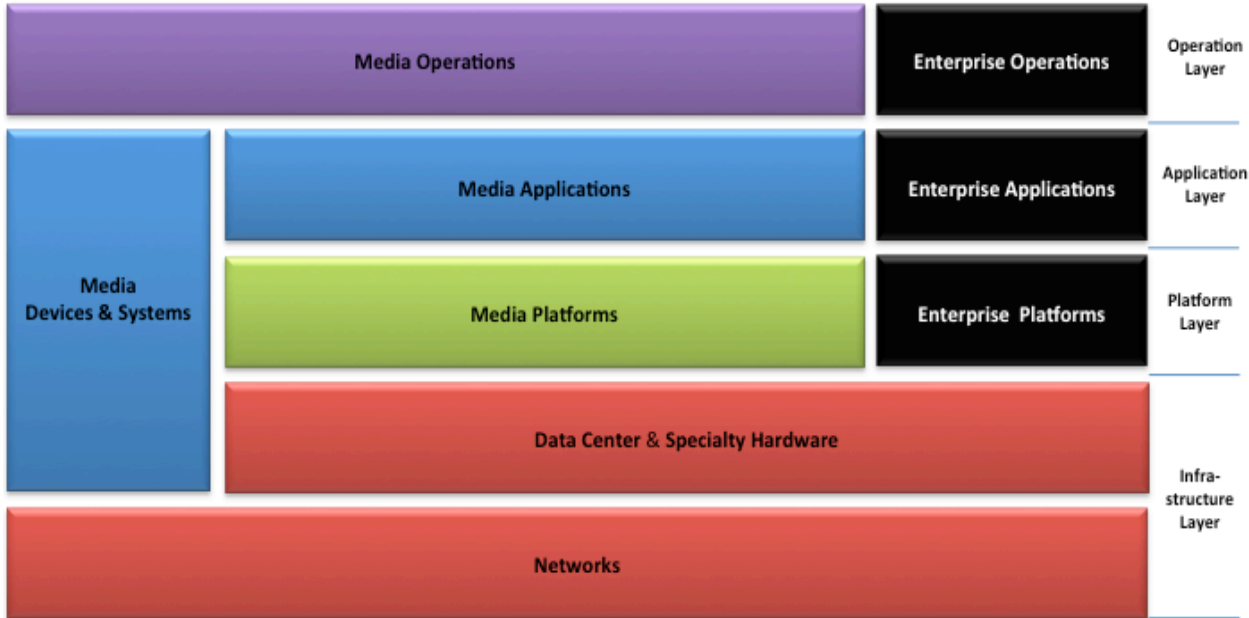 Media Operations
Enterprise Operations
Operation
Layer
Media Applications
Enterprise Applications
Application
Layer
Media
Devices & Systems
Media Platforms
Enterprise Platforms
Platform
Layer
Data Center & Specialty Hardware
Infra-
structure
Layer
Networks